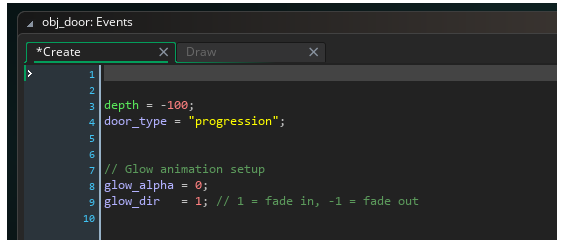 obj_door: Events
*Create
Draw
1
2
3 depth = -100;
4 door_type = "progression";
5
6
7 // Glow animation setup
8 glow_alpha = 0;
9 glow_dir   = 1; // 1 = fade in, -1 = fade out
10